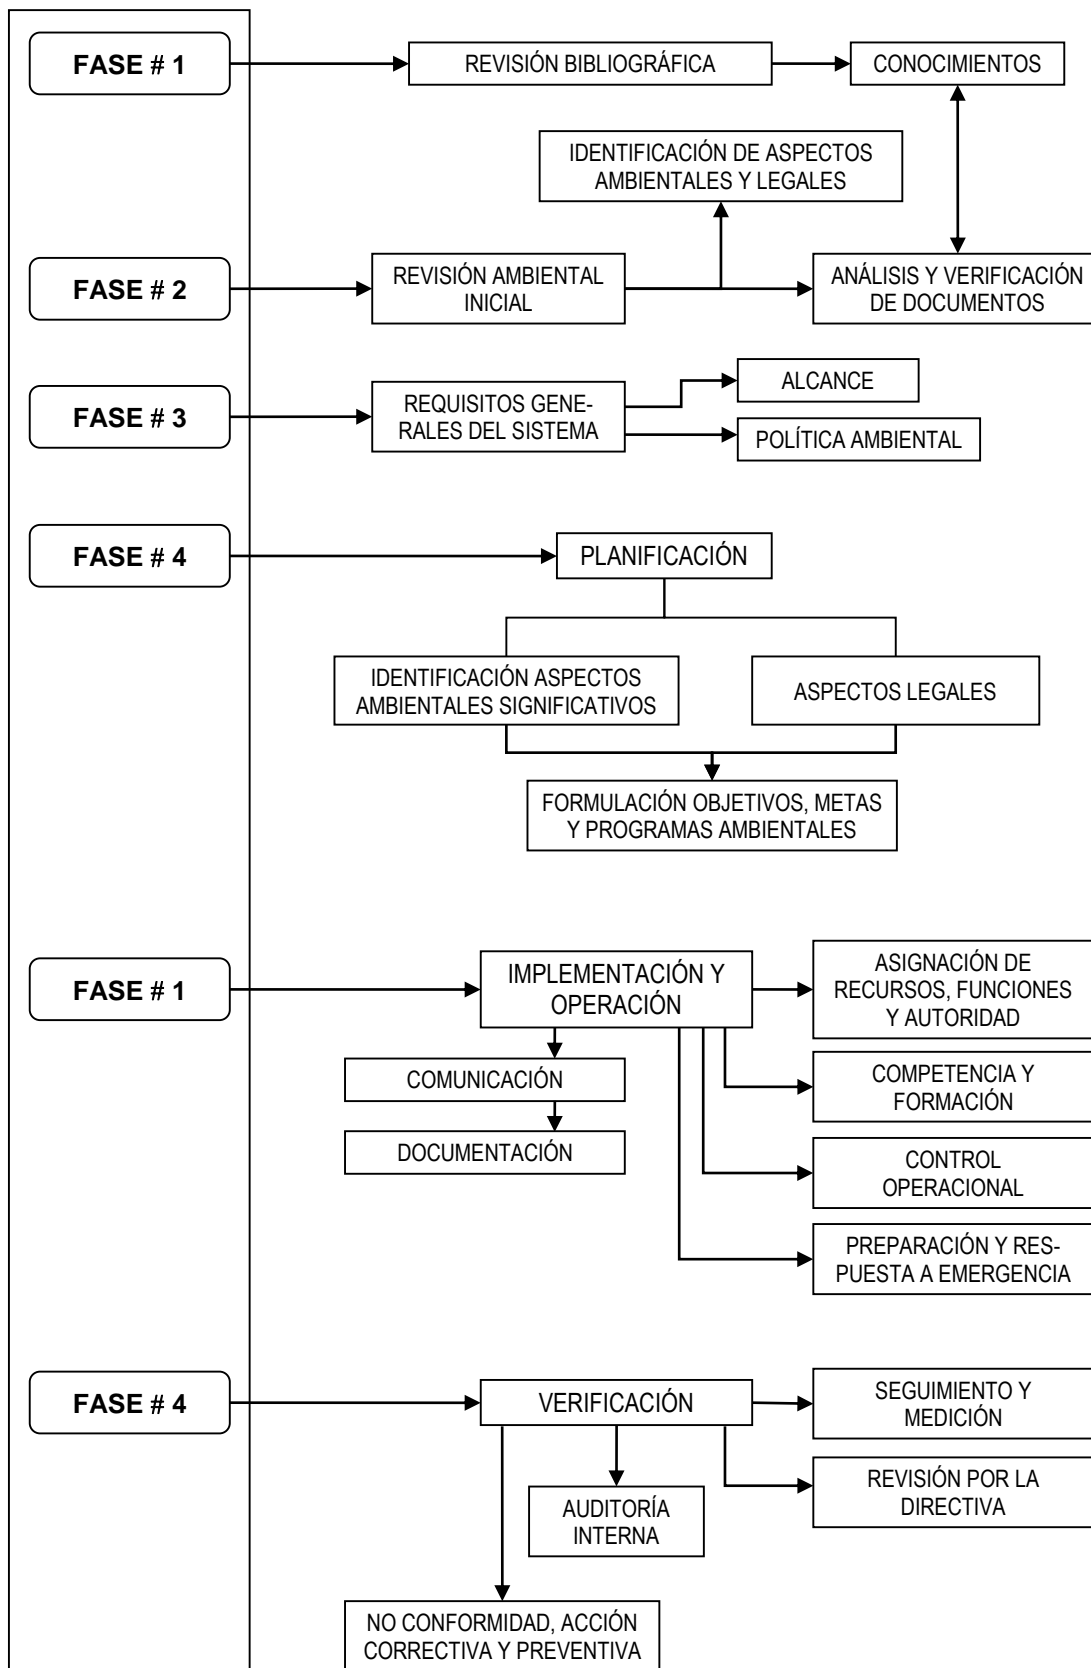 FASE # 1
REVISIÓN BIBLIOGRÁFICA
CONOCIMIENTOS
IDENTIFICACIÓN DE ASPECTOS
AMBIENTALES Y LEGALES
FASE # 2
REVISIÓN AMBIENTAL
INICIAL
ANÁLISIS Y VERIFICACIÓN
DE DOCUMENTOS
FASE # 3
REQUISITOS GENE-
RALES DEL SISTEMA
ALCANCE
POLÍTICA AMBIENTAL
FASE # 4
PLANIFICACIÓN
IDENTIFICACIÓN ASPECTOS
AMBIENTALES SIGNIFICATIVOS
ASPECTOS LEGALES
FORMULACIÓN OBJETIVOS, METAS
Y PROGRAMAS AMBIENTALES
FASE # 1
IMPLEMENTACIÓN Y
OPERACIÓN
ASIGNACIÓN DE
RECURSOS, FUNCIONES
Y AUTORIDAD
COMUNICACIÓN
COMPETENCIA Y
FORMACIÓN
DOCUMENTACIÓN
CONTROL
OPERACIONAL
PREPARACIÓN Y RES-
PUESTA A EMERGENCIA
FASE # 4
VERIFICACIÓN
SEGUIMIENTO Y
MEDICIÓN
REVISIÓN POR LA
DIRECTIVA
AUDITORÍA
INTERNA
NO CONFORMIDAD, ACCIÓN
CORRECTIVA Y PREVENTIVA